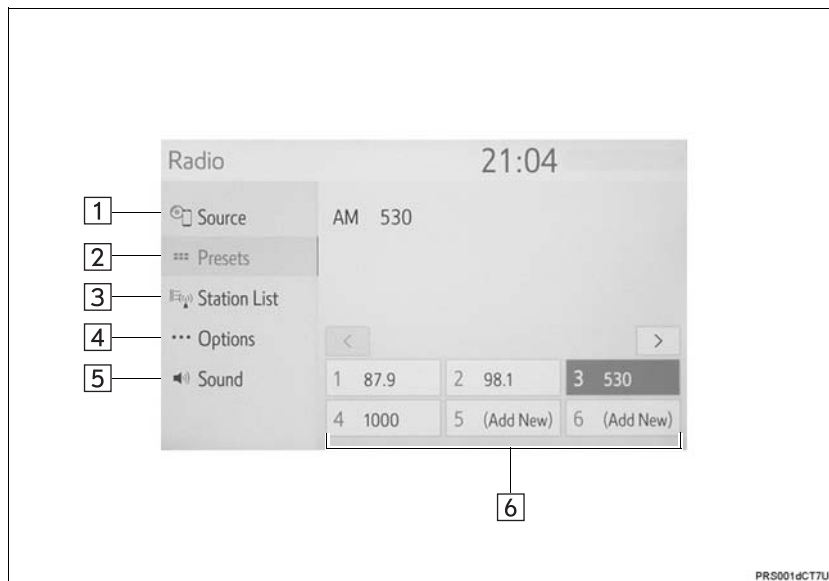 Radio 21:04
1 Source AM 530
2 Presets
3 Station List
4 Options < >
5 Sound
1 87.9 2 98.1 3 530
4 1000 5 (Add New) 6 (Add New)
6
PRS001dCT7U